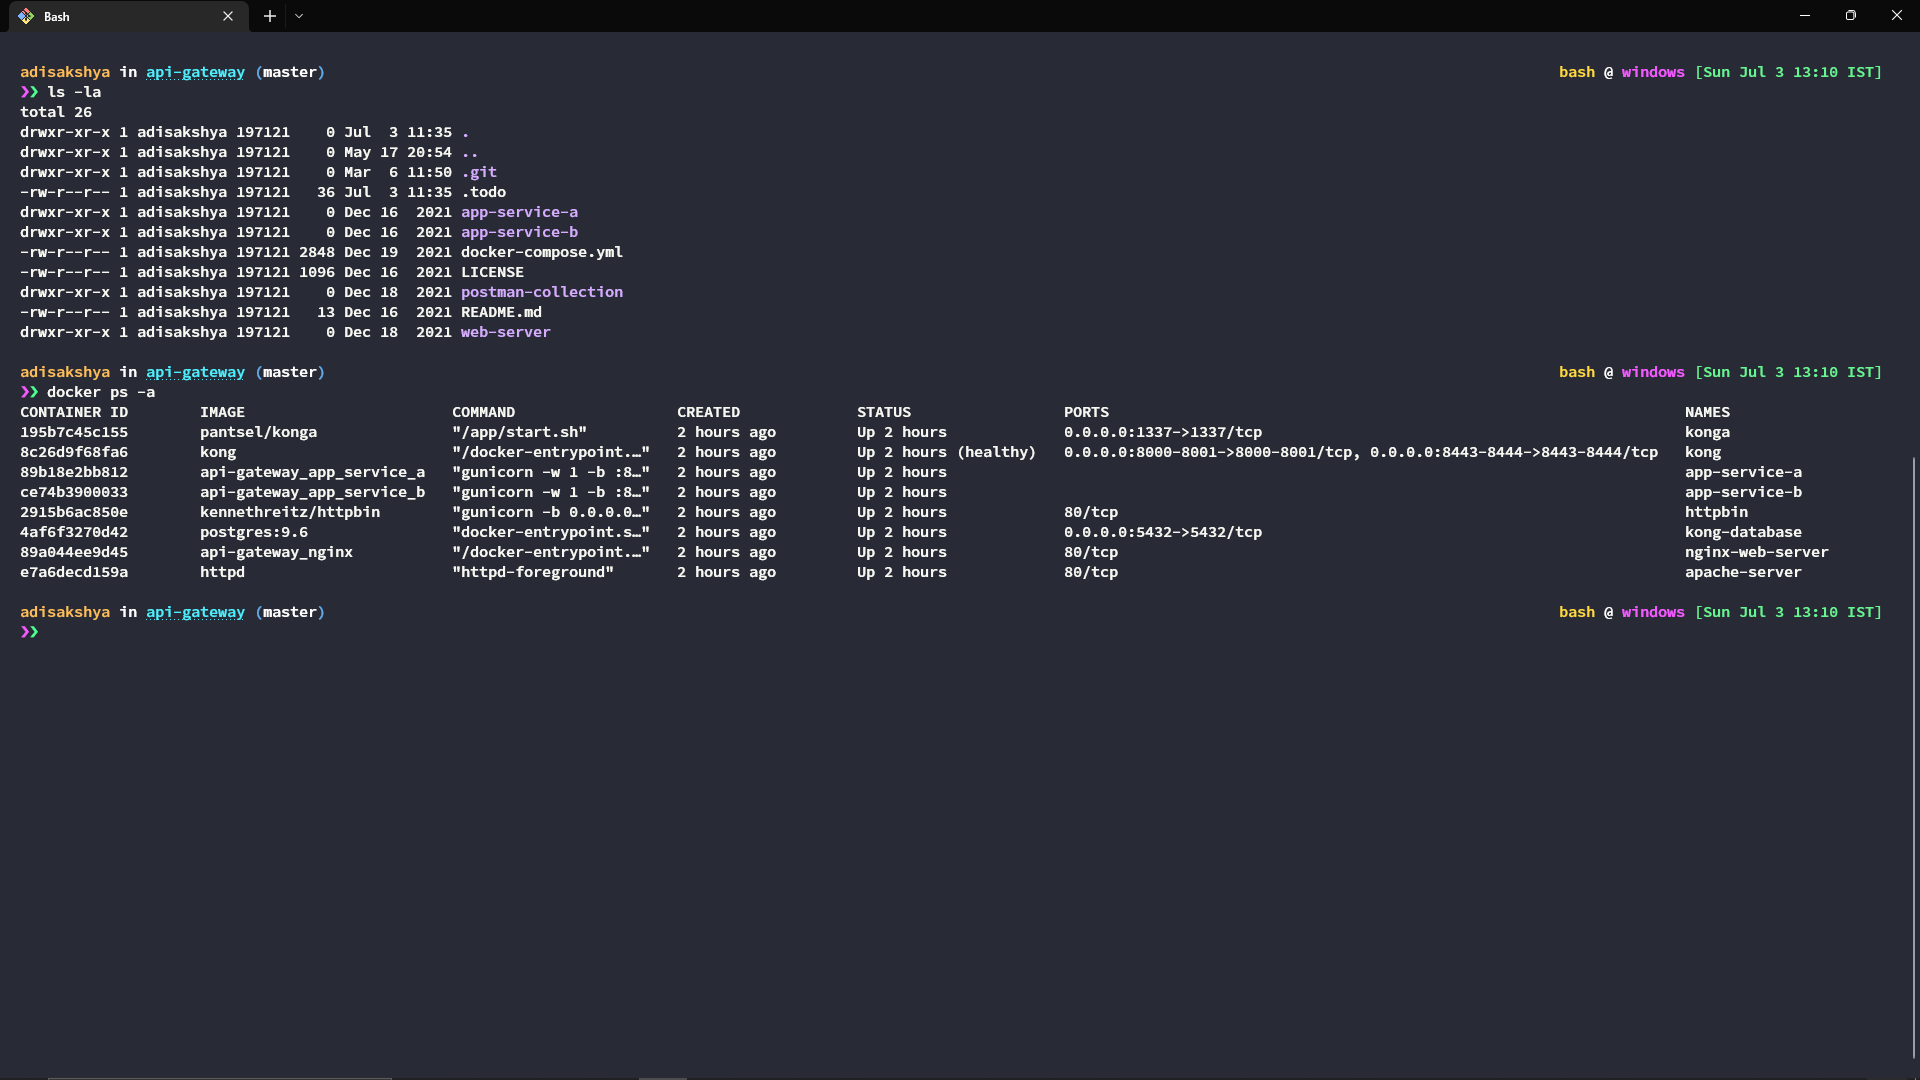 Bash
adisakshya in api-gateway (master) bash @ windows [Sun Jul 3 13:10 IST]
❯❯ ls -la
total 26
drwxr-xr-x 1 adisakshya 197121    0 Jul  3 11:35 .
drwxr-xr-x 1 adisakshya 197121    0 May 17 20:54 ..
drwxr-xr-x 1 adisakshya 197121    0 Mar  6 11:50 .git
-rw-r--r-- 1 adisakshya 197121   36 Jul  3 11:35 .todo
drwxr-xr-x 1 adisakshya 197121    0 Dec 16  2021 app-service-a
drwxr-xr-x 1 adisakshya 197121    0 Dec 16  2021 app-service-b
-rw-r--r-- 1 adisakshya 197121 2848 Dec 19  2021 docker-compose.yml
-rw-r--r-- 1 adisakshya 197121 1096 Dec 16  2021 LICENSE
drwxr-xr-x 1 adisakshya 197121    0 Dec 18  2021 postman-collection
-rw-r--r-- 1 adisakshya 197121   13 Dec 16  2021 README.md
drwxr-xr-x 1 adisakshya 197121    0 Dec 18  2021 web-server
adisakshya in api-gateway (master) bash @ windows [Sun Jul 3 13:10 IST]
❯❯ docker ps -a
CONTAINER ID IMAGE COMMAND CREATED STATUS PORTS NAMES
195b7c45c155 pantsel/konga "/app/start.sh" 2 hours ago Up 2 hours 0.0.0.0:1337->1337/tcp konga
8c26d9f68fa6 kong "/docker-entrypoint.…" 2 hours ago Up 2 hours (healthy) 0.0.0.0:8000-8001->8000-8001/tcp, 0.0.0.0:8443-8444->8443-8444/tcp kong
89b18e2bb812 api-gateway_app_service_a "gunicorn -w 1 -b :8…" 2 hours ago Up 2 hours app-service-a
ce74b3900033 api-gateway_app_service_b "gunicorn -w 1 -b :8…" 2 hours ago Up 2 hours app-service-b
2915b6ac850e kennethreitz/httpbin "gunicorn -b 0.0.0.0…" 2 hours ago Up 2 hours 80/tcp httpbin
4af6f3270d42 postgres:9.6 "docker-entrypoint.s…" 2 hours ago Up 2 hours 0.0.0.0:5432->5432/tcp kong-database
89a044ee9d45 api-gateway_nginx "/docker-entrypoint.…" 2 hours ago Up 2 hours 80/tcp nginx-web-server
e7a6decd159a httpd "httpd-foreground" 2 hours ago Up 2 hours 80/tcp apache-server
adisakshya in api-gateway (master) bash @ windows [Sun Jul 3 13:10 IST]
❯❯